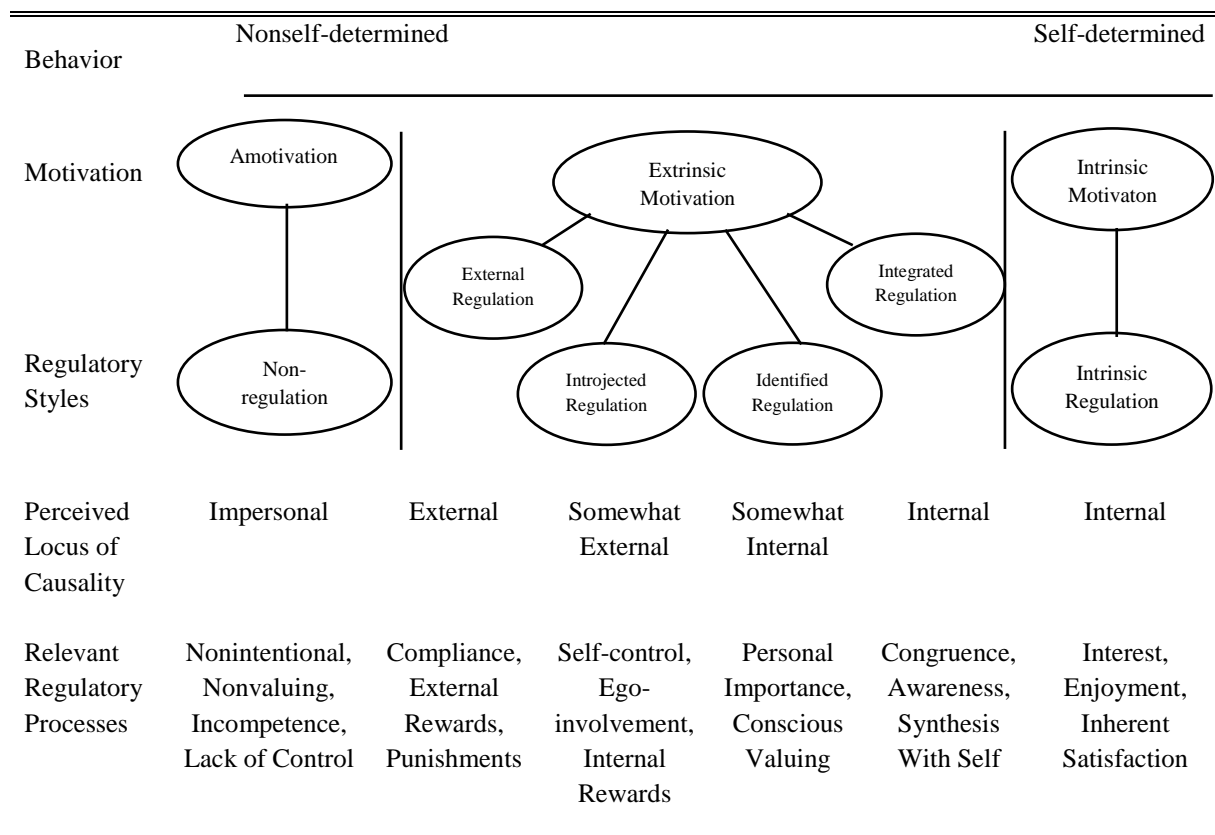 Nonself-determined
Self-determined
Behavior
Motivation
Amotivation
Extrinsic
Motivation
Intrinsic
Motivaton
External
Regulation
Integrated
Regulation
Regulatory
Styles
Non-
regulation
Introjected
Regulation
Identified
Regulation
Intrinsic
Regulation
Perceived
Locus of
Causality
Impersonal
External
Somewhat
External
Somewhat
Internal
Internal
Internal
Relevant
Regulatory
Processes
Nonintentional,
Nonvaluing,
Incompetence,
Lack of Control
Compliance,
External
Rewards,
Punishments
Self-control,
Ego-
involvement,
Internal
Rewards
Personal
Importance,
Conscious
Valuing
Congruence,
Awareness,
Synthesis
With Self
Interest,
Enjoyment,
Inherent
Satisfaction